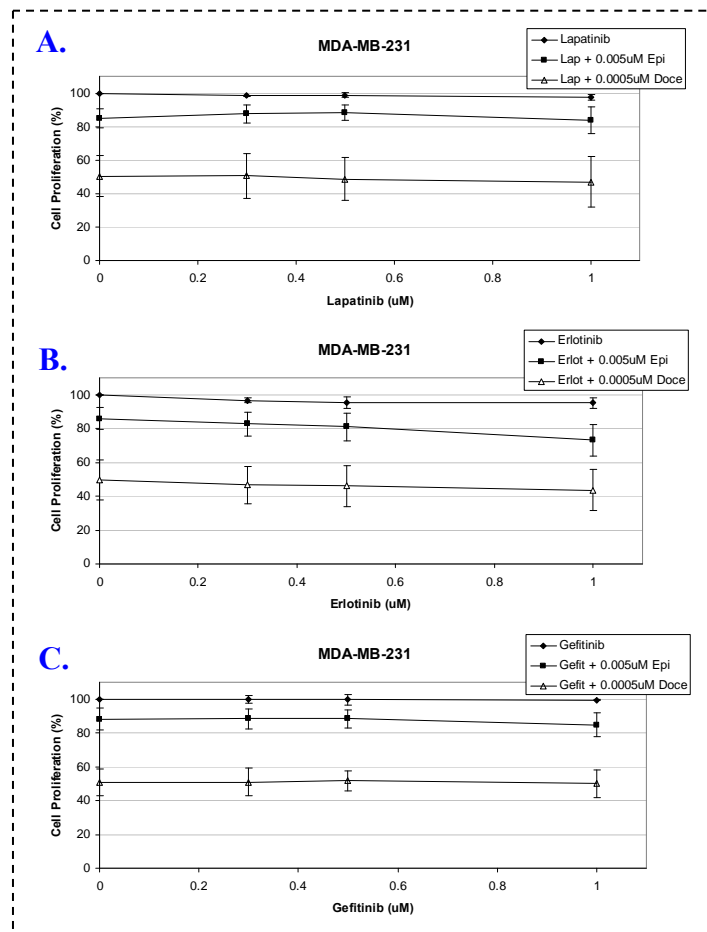 A.
MDA-MB-231
Lapatinib
Lap + 0.005uM Epi
Lap + 0.0005uM Doce
Cell Proliferation (%)
100
80
60
40
20
0
0 0.2 0.4 0.6 0.8 1
Lapatinib (uM)
B.
MDA-MB-231
Erlotinib
Erlot + 0.005uM Epi
Erlot + 0.0005uM Doce
Cell Proliferation (%)
100
80
60
40
20
0
0 0.2 0.4 0.6 0.8 1
Erlotinib (uM)
C.
MDA-MB-231
Gefitinib
Gefit + 0.005uM Epi
Gefit + 0.0005uM Doce
Cell Proliferation (%)
100
80
60
40
20
0
0 0.2 0.4 0.6 0.8 1
Gefitinib (uM)